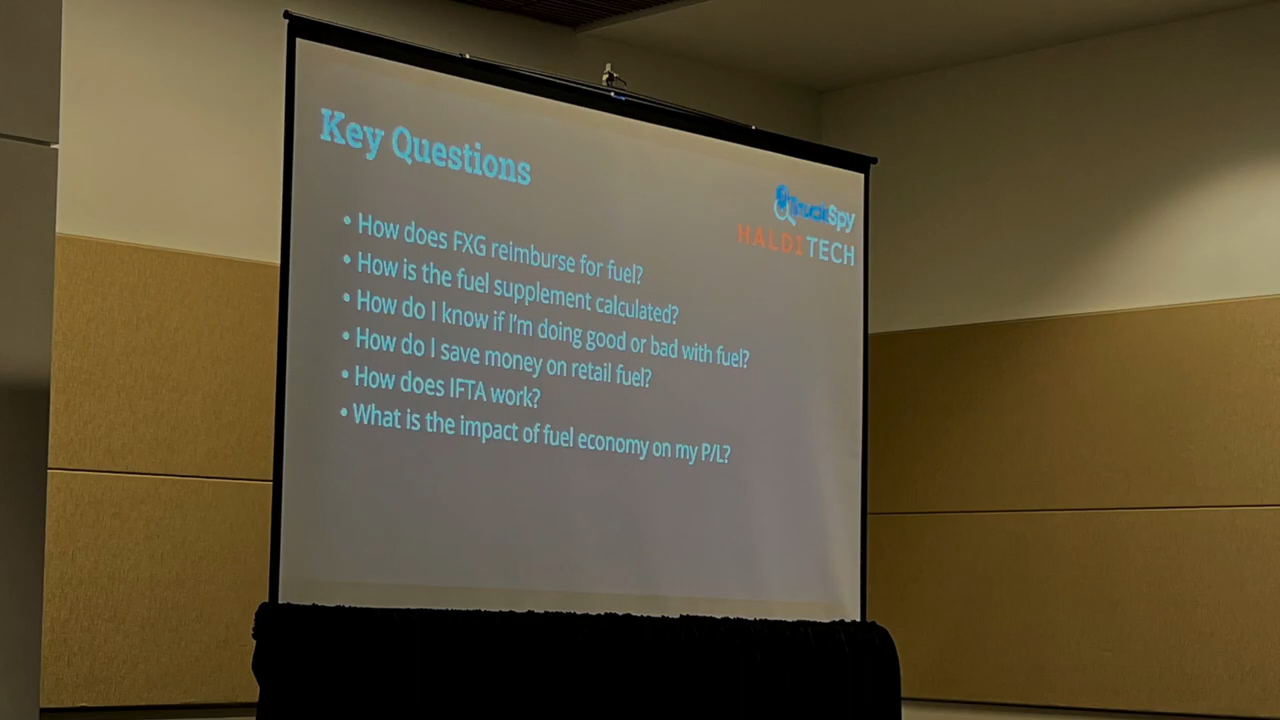 Key Questions
TruckSpy
HALDITECH
• How does FXG reimburse for fuel?
• How is the fuel supplement calculated?
• How do I know if I'm doing good or bad with fuel?
• How do I save money on retail fuel?
• How does IFTA work?
• What is the impact of fuel economy on my P/L?